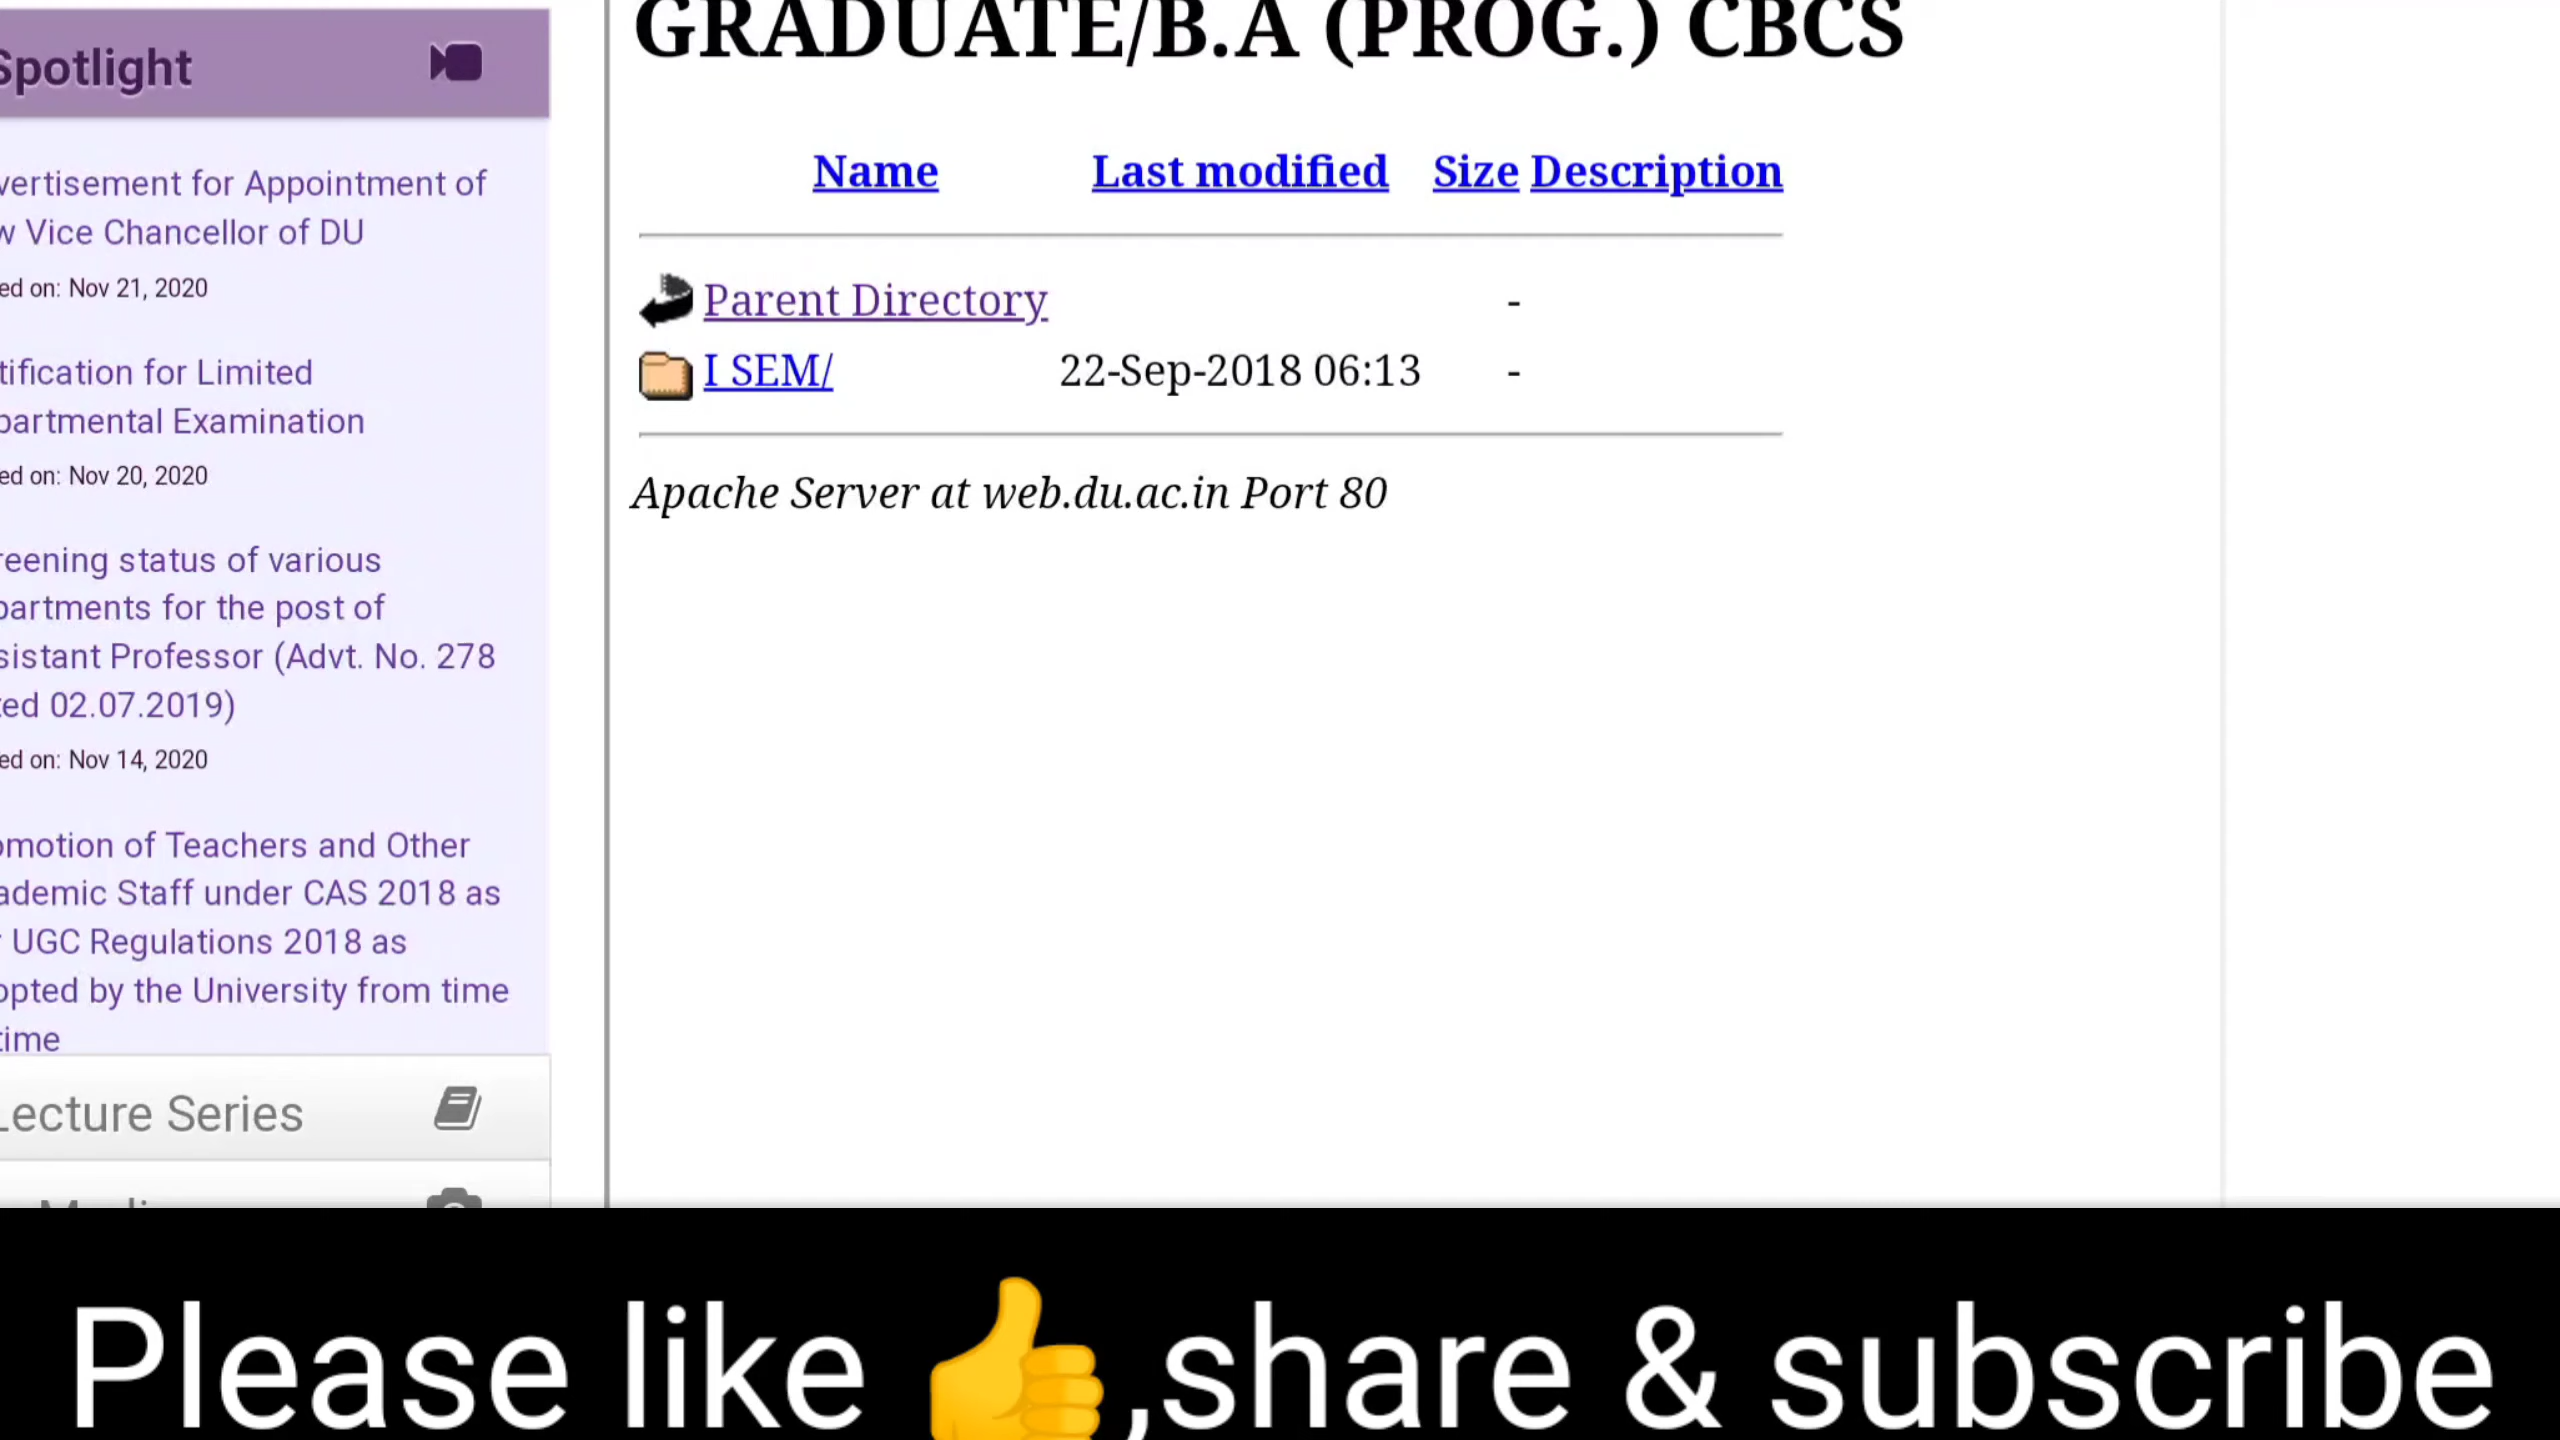 Spotlight
vertisement for Appointment of
w Vice Chancellor of DU
ed on: Nov 21, 2020
tification for Limited
partmental Examination
ed on: Nov 20, 2020
reening status of various
partments for the post of
sistant Professor (Advt. No. 278
ted 02.07.2019)
ed on: Nov 14, 2020
omotion of Teachers and Other
ademic Staff under CAS 2018 as
r UGC Regulations 2018 as
opted by the University from time
time
Lecture Series
GRADUATE/B.A (PROG.) CBCS
Name Last modified Size Description
Parent Directory -
I SEM/ 22-Sep-2018 06:13 -
Apache Server at web.du.ac.in Port 80
Please like 👍,share & subscribe